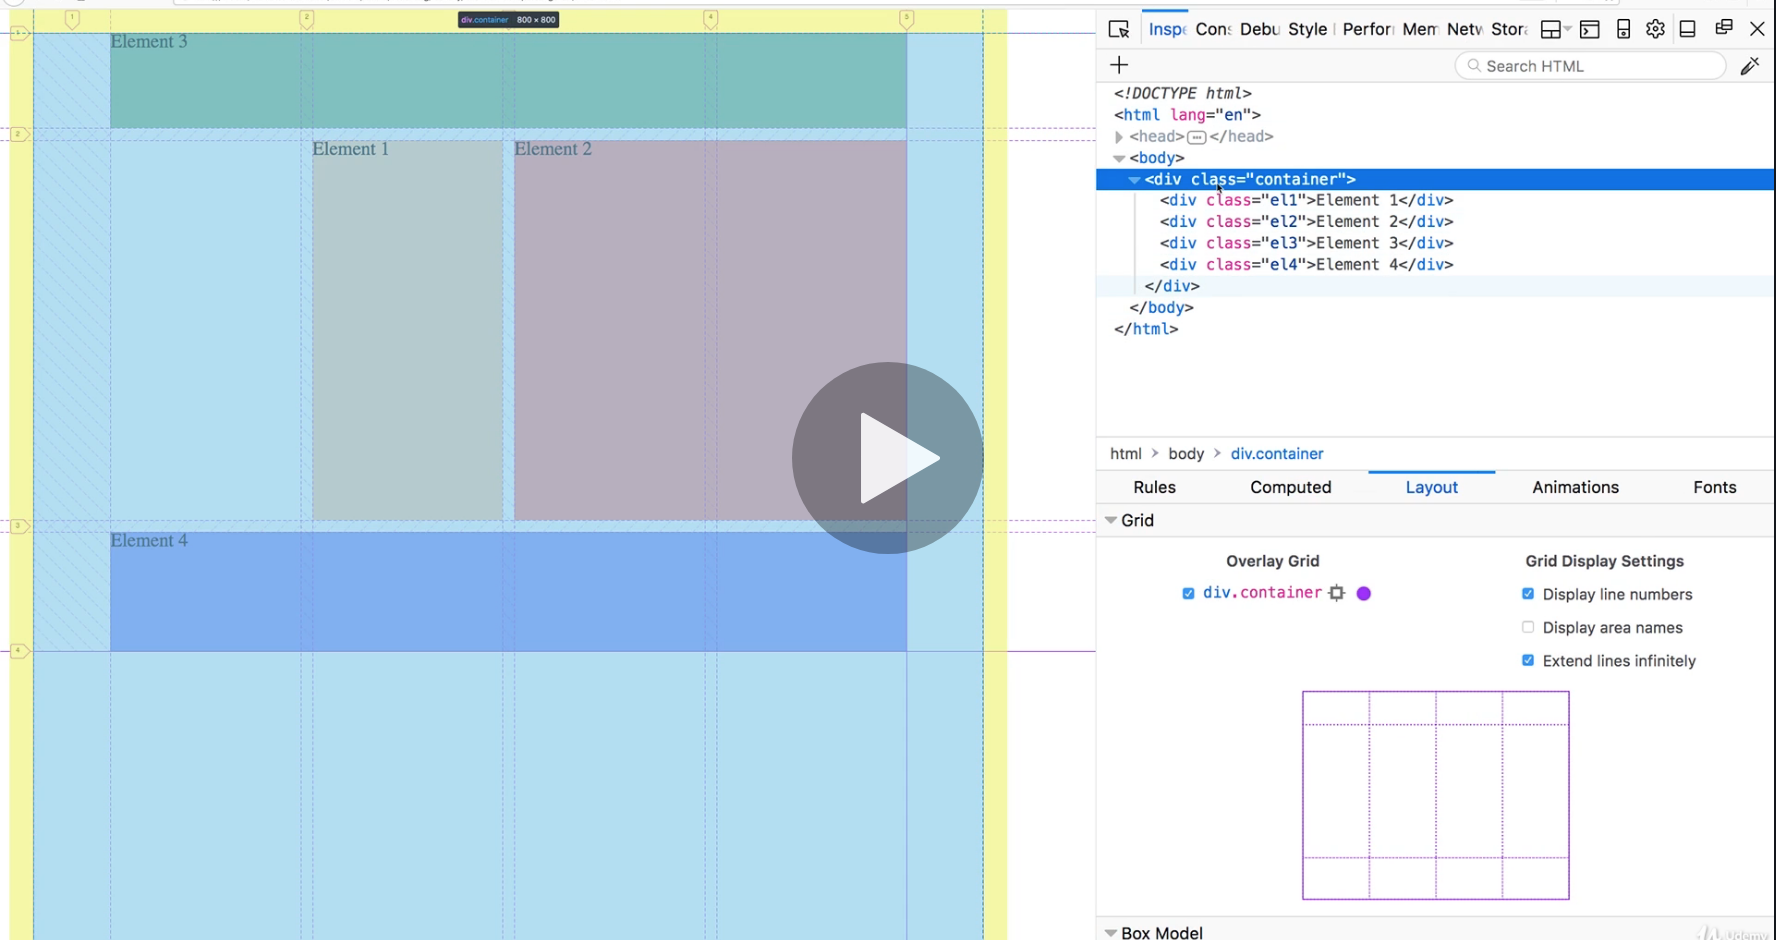 1
2
div.container 800 × 800
4
5
1
Element 3
2
Element 1
Element 2
3
Element 4
4
Inspe
Cons
Debu
Style
Perfor
Mem
Netw
Stora
Search HTML
<!DOCTYPE html>
<html lang="en">
<head></head>
<body>
<div class="container">
<div class="el1">Element 1</div>
<div class="el2">Element 2</div>
<div class="el3">Element 3</div>
<div class="el4">Element 4</div>
</div>
</body>
</html>
html > body > div.container
Rules
Computed
Layout
Animations
Fonts
Grid
Overlay Grid
Grid Display Settings
div.container
Display line numbers
Display area names
Extend lines infinitely
Box Model
Udemy